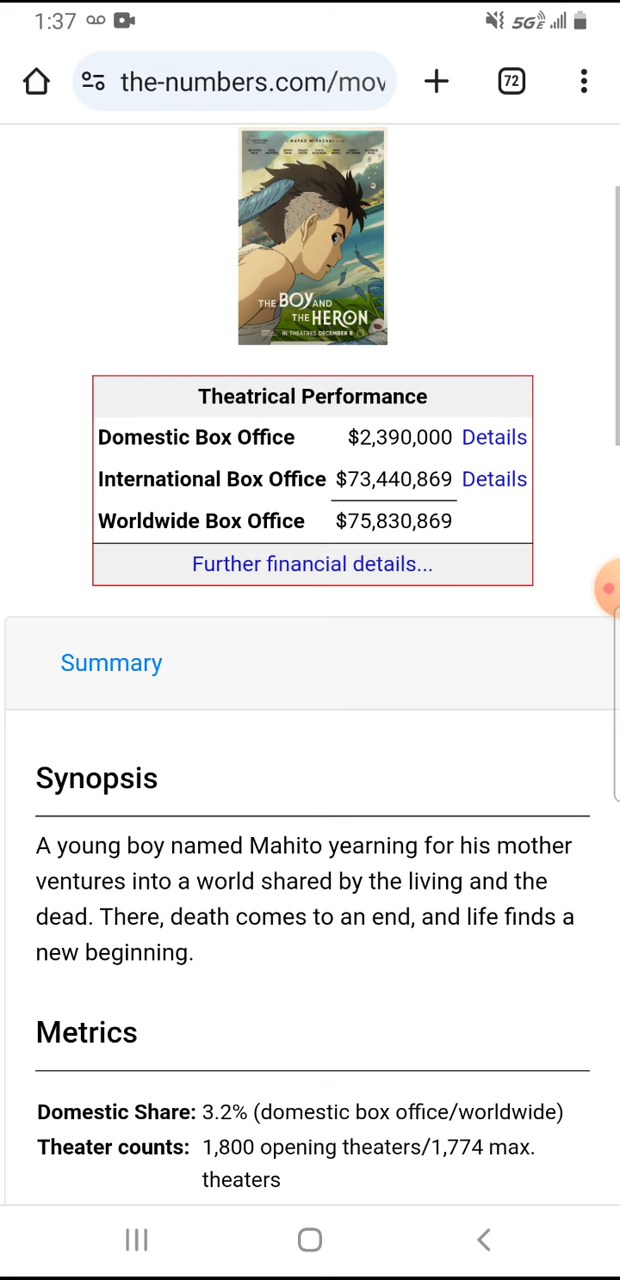 1:37
5GE
the-numbers.com/mov
72
HAYAO MIYAZAKI
THE BOY AND
THE HERON
IN THEATRES DECEMBER 8
Theatrical Performance
Domestic Box Office $2,390,000 Details
International Box Office $73,440,869 Details
Worldwide Box Office $75,830,869
Further financial details...
Summary
Synopsis
A young boy named Mahito yearning for his mother
ventures into a world shared by the living and the
dead. There, death comes to an end, and life finds a
new beginning.
Metrics
Domestic Share: 3.2% (domestic box office/worldwide)
Theater counts: 1,800 opening theaters/1,774 max.
theaters